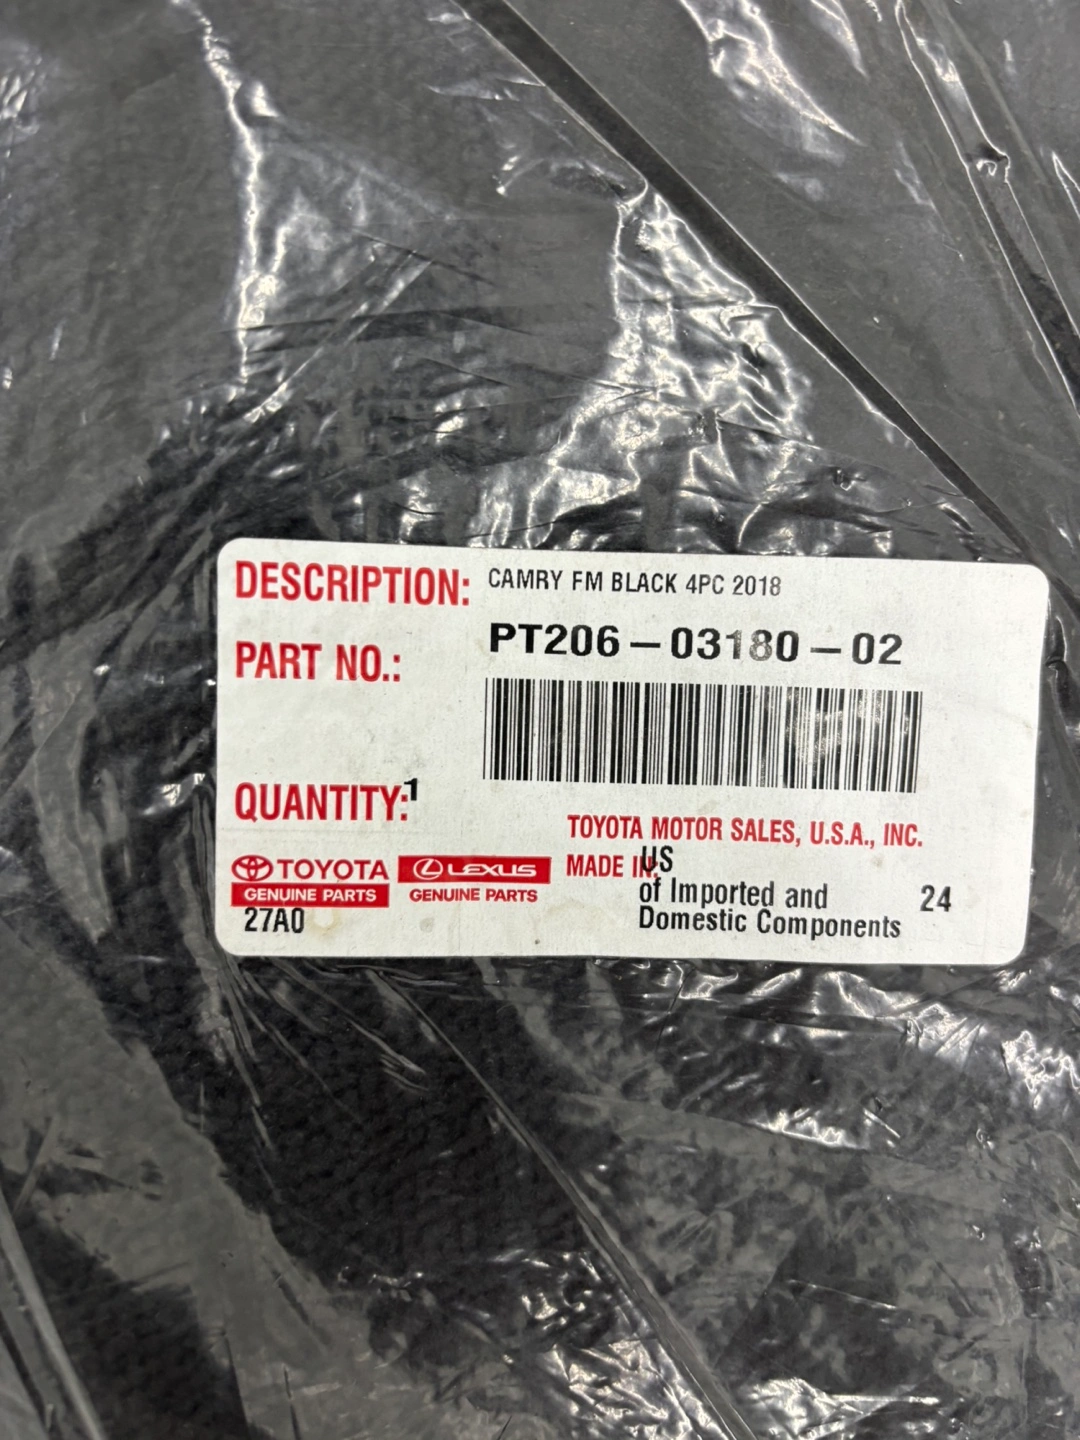 DESCRIPTION: CAMRY FM BLACK 4PC 2018
PART NO.: PT206-03180-02
QUANTITY: 1
TOYOTA MOTOR SALES, U.S.A., INC.
MADE IN: US
of Imported and
Domestic Components
24
TOYOTA
GENUINE PARTS
LEXUS
GENUINE PARTS
27A0